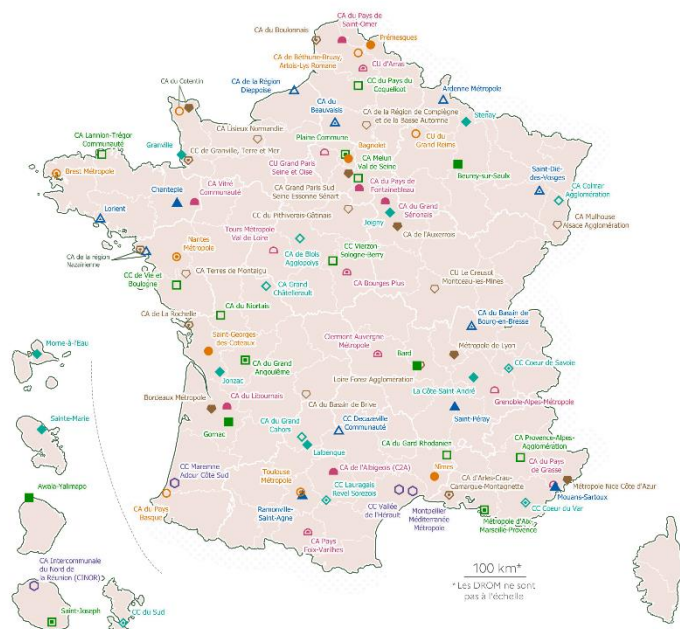 CA du Pays de
Saint-Omer
CA du Boulonnais
Prémesques
CA de Béthune-Bruay,
Artois-Lys Romane
CU d'Arras
CA du Cotentin
CA de la Région
Dieppoise
CC du Pays du
Coquelicot
Ardenne Métropole
CA du
Beauvaisis
CA de la Région de Compiègne
et de la Basse Automne
Stenay
CA Lisieux Normandie
CA Lannion-Trégor
Communauté
Granville
CC de Granville, Terre et Mer
Plaine Commune
Bagnolet
CU du
Grand Reims
CU Grand Paris
Seine et Oise
CA Melun
Val de Seine
Beurey-sur-Saulx
Saint-Dié-
des-Vosges
Brest Métropole
Chantepie
CA Vitré
Communauté
CA Grand Paris Sud
Seine Essonne Sénart
CA du Pays de
Fontainebleau
CA Colmar
Agglomération
Lorient
CC du Pithiverais-Gâtinais
CA du Grand
Sénonais
Joigny
CA Mulhouse
Alsace Agglomération
Tours Métropole
Val de Loire
CA de l'Auxerrois
Nantes
Métropole
CA de la région
Nazairienne
CA de Blois
Agglopolys
CC Vierzon
Sologne-Berry
CC de Vie et
Boulogne
CA Terres de Montaigu
CA Bourges Plus
CU Le Creusot
Montceau-les-Mines
CA Grand
Châtellerault
CA du Niortais
CA de La Rochelle
CA du Bassin de
Bourg-en-Bresse
Saint-Georges
des Coteaux
Clermont Auvergne
Métropole
Métropole de Lyon
Morne-à-l'Eau
Bard
CC Coeur de Savoie
CA du Grand
Angoulême
Jonzac
Loire Forez Agglomération
La Côte Saint-André
Bordeaux Métropole
CA du Libournais
CA du Bassin de Brive
Grenoble-Alpes-Métropole
Sainte-Marie
CA du Grand
Cahors
CC Decazeville
Communauté
Saint-Péray
Gornac
Lalbenque
CA du Gard Rhodanien
CA Provence-Alpes-
Agglomération
CC Maremne
Adour Côte Sud
Toulouse
Métropole
CA de l'Albigeois (C2A)
Nîmes
CA d'Arles-Crau-
Camargue-Montagnette
CA du Pays
de Grasse
Métropole Nice Côte d'Azur
Mouans-Sartoux
Awala-Yalimapo
CA du Pays
Basque
Ramonville-
Saint-Agne
CC Lauragais
Revel Sorezois
CC Vallée
de l'Hérault
Montpellier
Méditerranée
Métropole
Métropole d'Aix-
Marseille-Provence
CC Coeur du Var
CA Pays
Foix-Varilhes
CA Intercommunale
du Nord de
la Réunion (CINOR)
100 km*
*Les DROM ne sont
pas à l'échelle
Saint-Joseph
CC du Sud